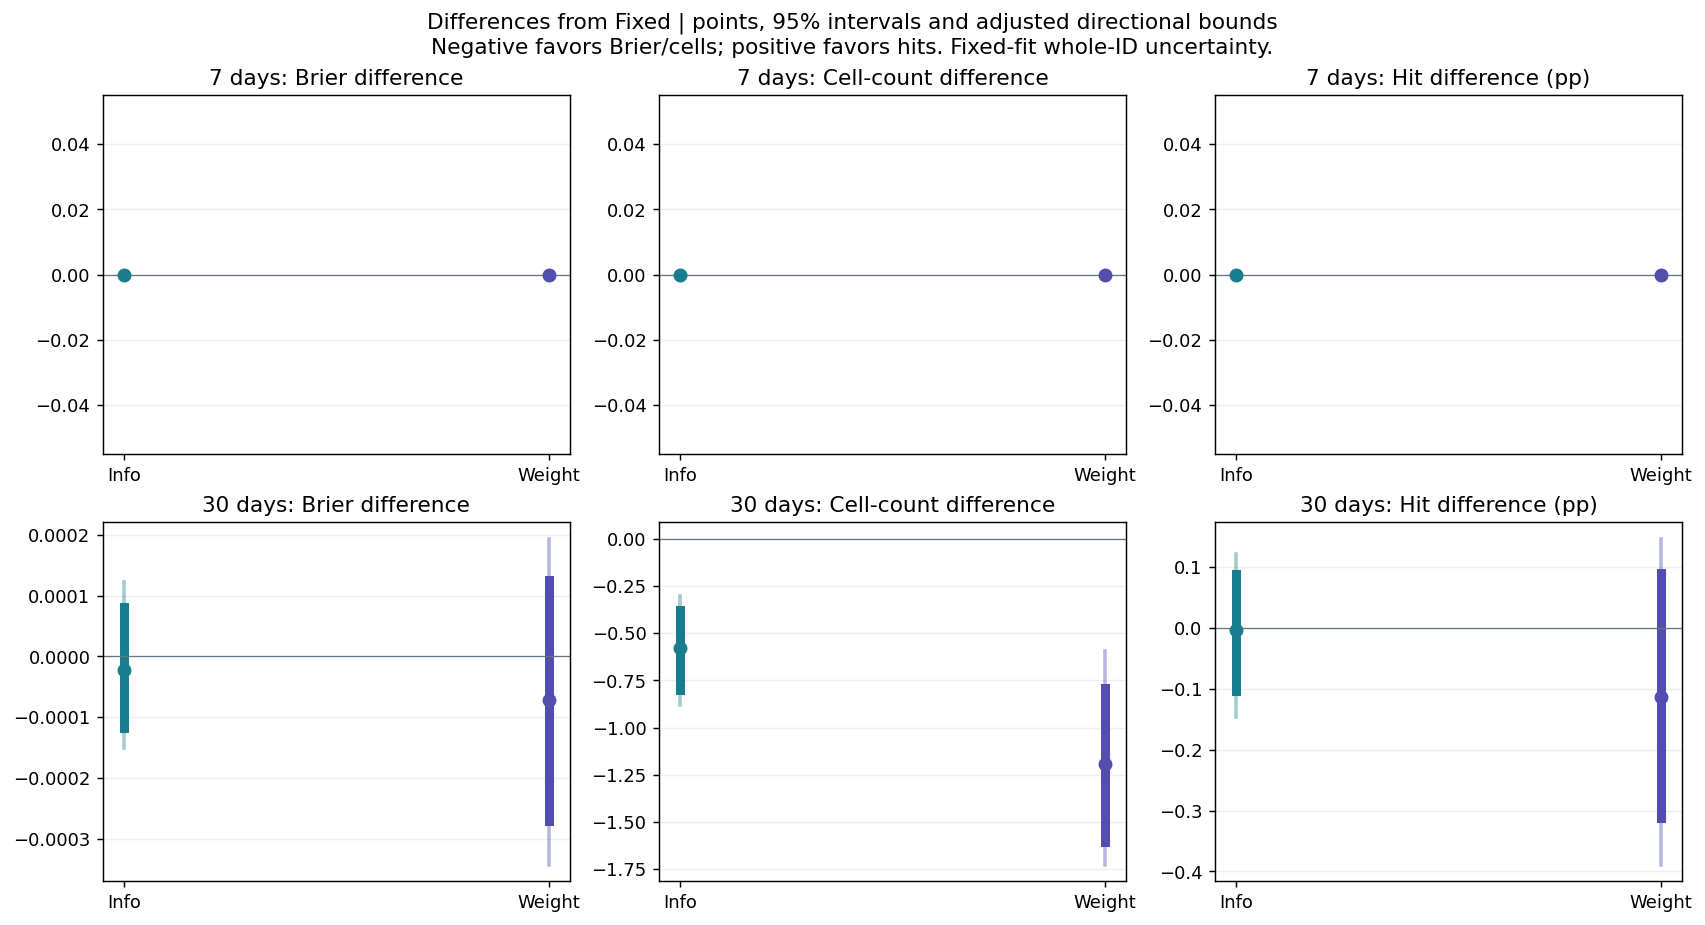 Differences from Fixed | points, 95% intervals and adjusted directional bounds
Negative favors Brier/cells; positive favors hits. Fixed-fit whole-ID uncertainty.
7 days: Brier difference
0.04
0.02
0.00
−0.02
−0.04
Info
Weight
7 days: Cell-count difference
0.04
0.02
0.00
−0.02
−0.04
Info
Weight
7 days: Hit difference (pp)
0.04
0.02
0.00
−0.02
−0.04
Info
Weight
30 days: Brier difference
0.0002
0.0001
0.0000
−0.0001
−0.0002
−0.0003
Info
Weight
30 days: Cell-count difference
0.00
−0.25
−0.50
−0.75
−1.00
−1.25
−1.50
−1.75
Info
Weight
30 days: Hit difference (pp)
0.1
0.0
−0.1
−0.2
−0.3
−0.4
Info
Weight